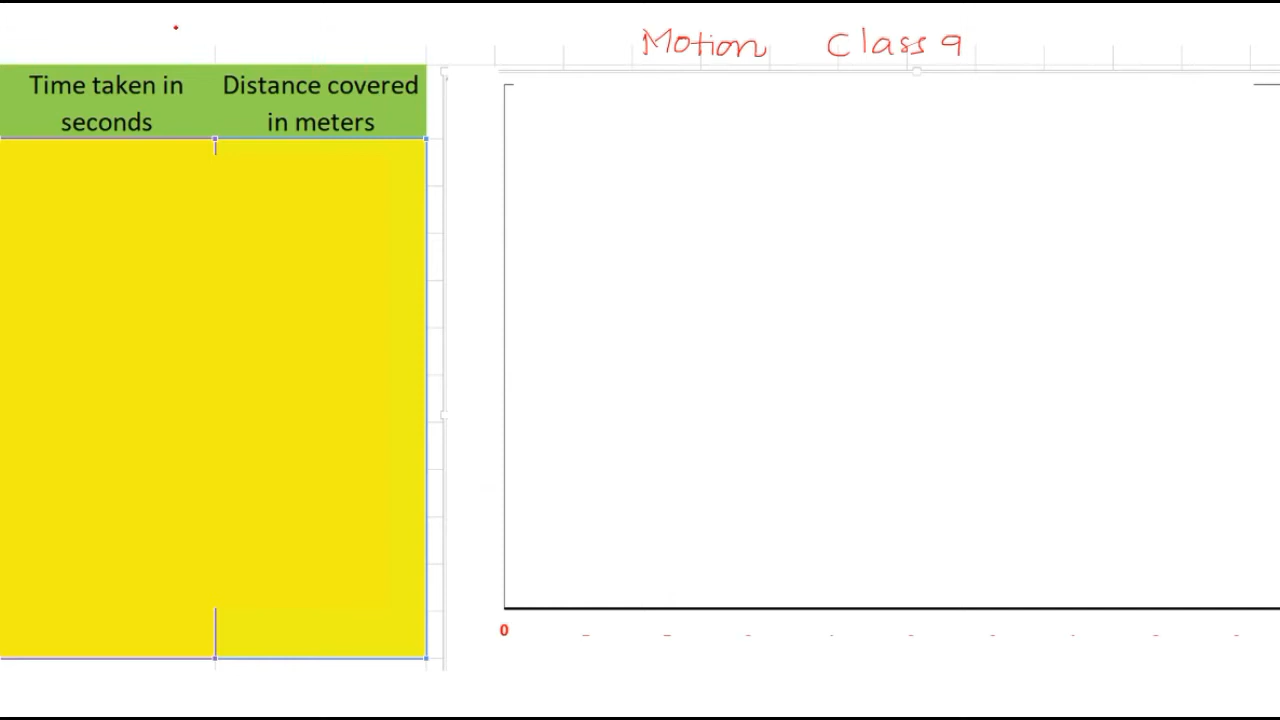 Motion Class 9
Time taken in
seconds
Distance covered
in meters
0